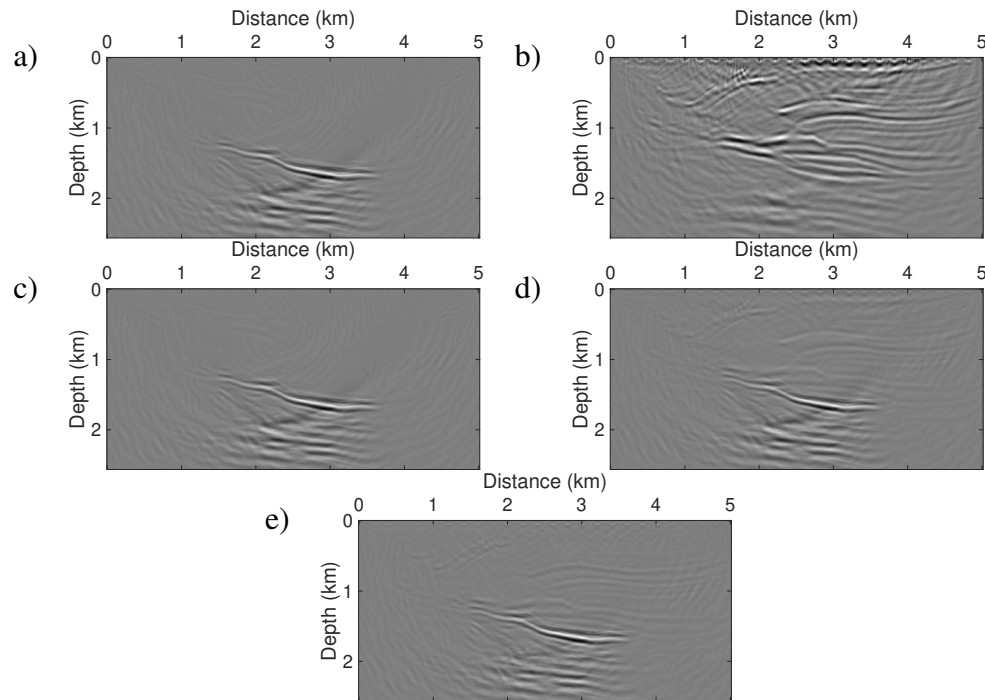 Distance (km)
0 1 2 3 4 5
a)
0
1
2
Depth (km)
Distance (km)
0 1 2 3 4 5
b)
0
1
2
Depth (km)
Distance (km)
0 1 2 3 4 5
c)
0
1
2
Depth (km)
Distance (km)
0 1 2 3 4 5
d)
0
1
2
Depth (km)
Distance (km)
0 1 2 3 4 5
e)
0
1
2
Depth (km)